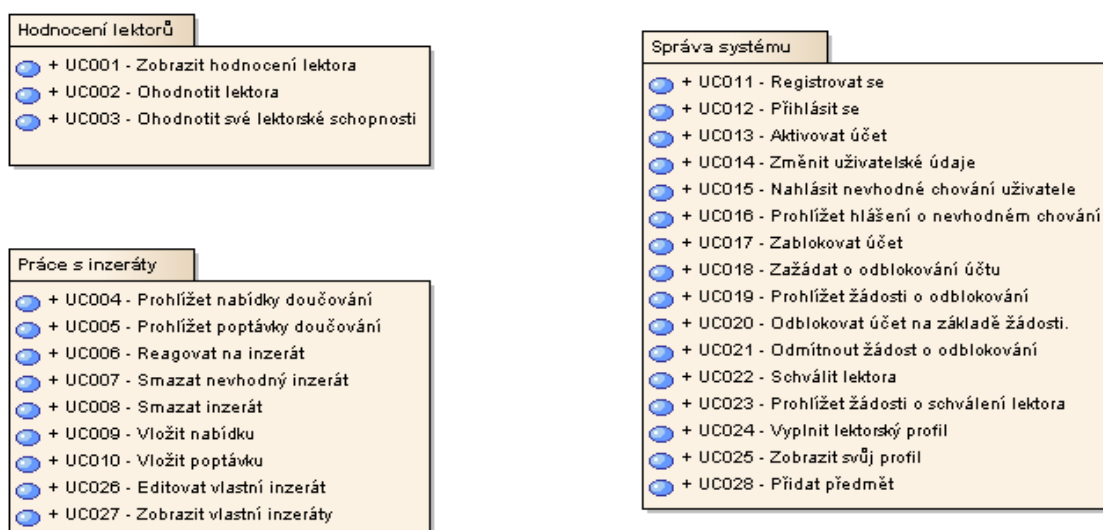 Hodnocení lektorů
+ UC001 - Zobrazit hodnocení lektora
+ UC002 - Ohodnotit lektora
+ UC003 - Ohodnotit své lektorské schopnosti
Práce s inzeráty
+ UC004 - Prohlížet nabídky doučování
+ UC005 - Prohlížet poptávky doučování
+ UC006 - Reagovat na inzerát
+ UC007 - Smazat nevhodný inzerát
+ UC008 - Smazat inzerát
+ UC009 - Vložit nabídku
+ UC010 - Vložit poptávku
+ UC026 - Editovat vlastní inzerát
+ UC027 - Zobrazit vlastní inzeráty
Správa systému
+ UC011 - Registrovat se
+ UC012 - Přihlásit se
+ UC013 - Aktivovat účet
+ UC014 - Změnit uživatelské údaje
+ UC015 - Nahlásit nevhodné chování uživatele
+ UC016 - Prohlížet hlášení o nevhodném chování
+ UC017 - Zablokovat účet
+ UC018 - Zažádat o odblokování účtu
+ UC019 - Prohlížet žádosti o odblokování
+ UC020 - Odblokovat účet na základě žádosti.
+ UC021 - Odmítnout žádost o odblokování
+ UC022 - Schválit lektora
+ UC023 - Prohlížet žádosti o schválení lektora
+ UC024 - Vyplnit lektorský profil
+ UC025 - Zobrazit svůj profil
+ UC028 - Přidat předmět